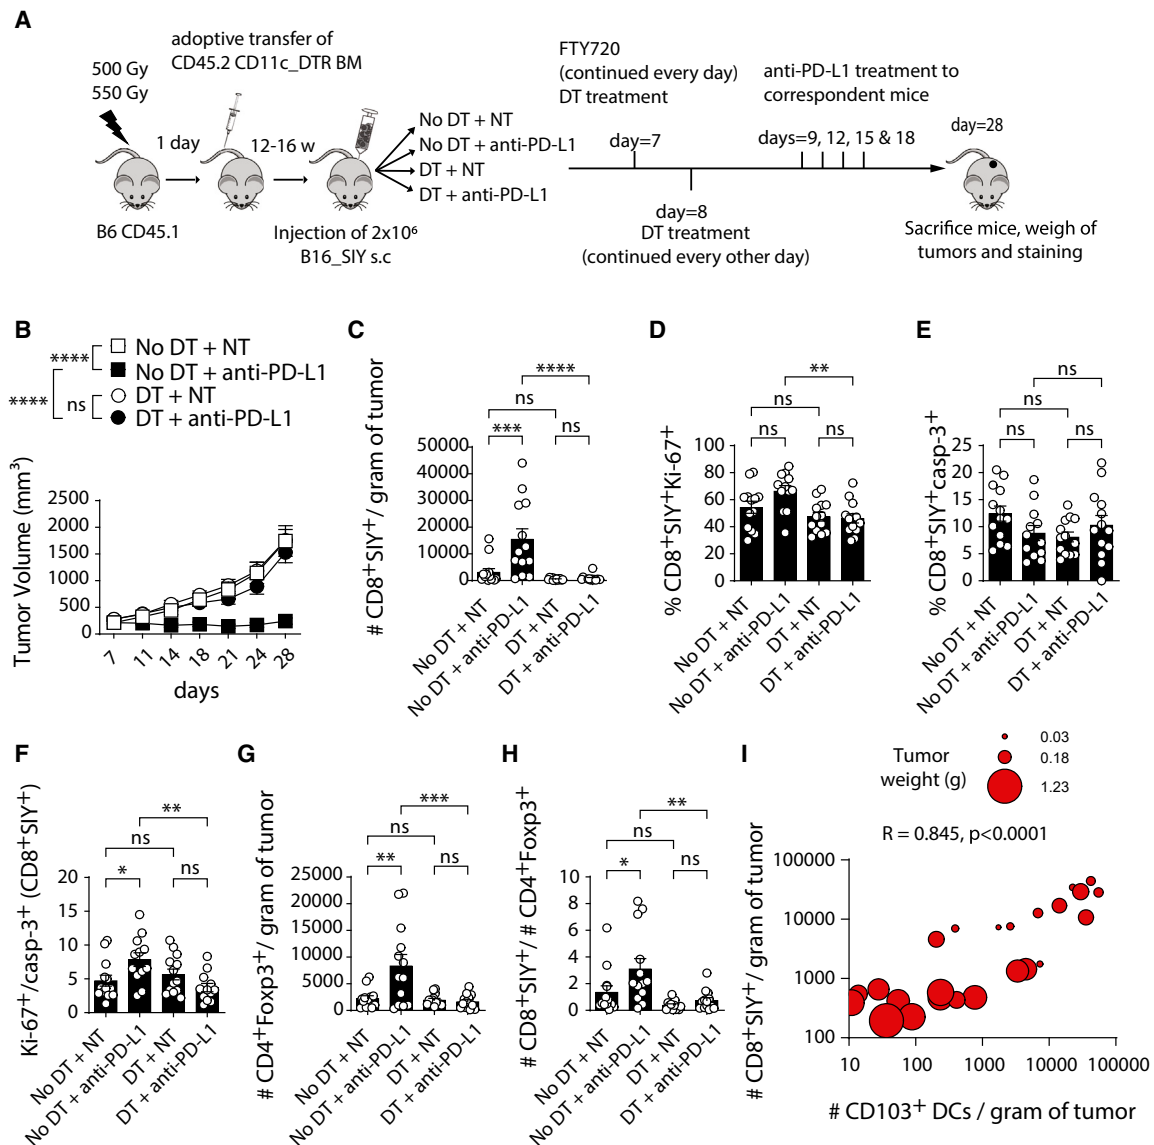 A
adoptive transfer of
CD45.2 CD11c_DTR BM
500 Gy
550 Gy
1 day
12-16 w
B6 CD45.1
Injection of 2x10⁶
B16_SIY s.c
No DT + NT
No DT + anti-PD-L1
DT + NT
DT + anti-PD-L1
FTY720
(continued every day)
DT treatment
day=7
day=8
DT treatment
(continued every other day)
anti-PD-L1 treatment to
correspondent mice
days=9, 12, 15 & 18
day=28
Sacrifice mice, weigh of
tumors and staining
B
No DT + NT
No DT + anti-PD-L1
DT + NT
DT + anti-PD-L1
****
****
ns
Tumor Volume (mm³)
2500
2000
1500
1000
500
0
7
11
14
18
21
24
28
days
C
# CD8⁺SIY⁺/ gram of tumor
****
ns
***
ns
50000
40000
30000
20000
10000
0
No DT + NT
No DT + anti-PD-L1
DT + NT
DT + anti-PD-L1
D
% CD8⁺SIY⁺Ki-67⁺
**
ns
ns
ns
100
80
60
40
20
0
No DT + NT
No DT + anti-PD-L1
DT + NT
DT + anti-PD-L1
E
% CD8⁺SIY⁺casp-3⁺
ns
ns
ns
ns
25
20
15
10
5
0
No DT + NT
No DT + anti-PD-L1
DT + NT
DT + anti-PD-L1
F
Ki-67⁺/casp-3⁺ (CD8⁺SIY⁺)
**
ns
*
ns
20
15
10
5
0
No DT + NT
No DT + anti-PD-L1
DT + NT
DT + anti-PD-L1
G
# CD4⁺Foxp3⁺/ gram of tumor
***
ns
**
ns
25000
20000
15000
10000
5000
0
No DT + NT
No DT + anti-PD-L1
DT + NT
DT + anti-PD-L1
H
# CD8⁺SIY⁺/ # CD4⁺Foxp3⁺
**
ns
*
ns
10
8
6
4
2
0
No DT + NT
No DT + anti-PD-L1
DT + NT
DT + anti-PD-L1
I
Tumor
weight (g)
0.03
0.18
1.23
R = 0.845, p<0.0001
# CD8⁺SIY⁺/ gram of tumor
100000
10000
1000
100
10
100
1000
10000
100000
# CD103⁺ DCs / gram of tumor